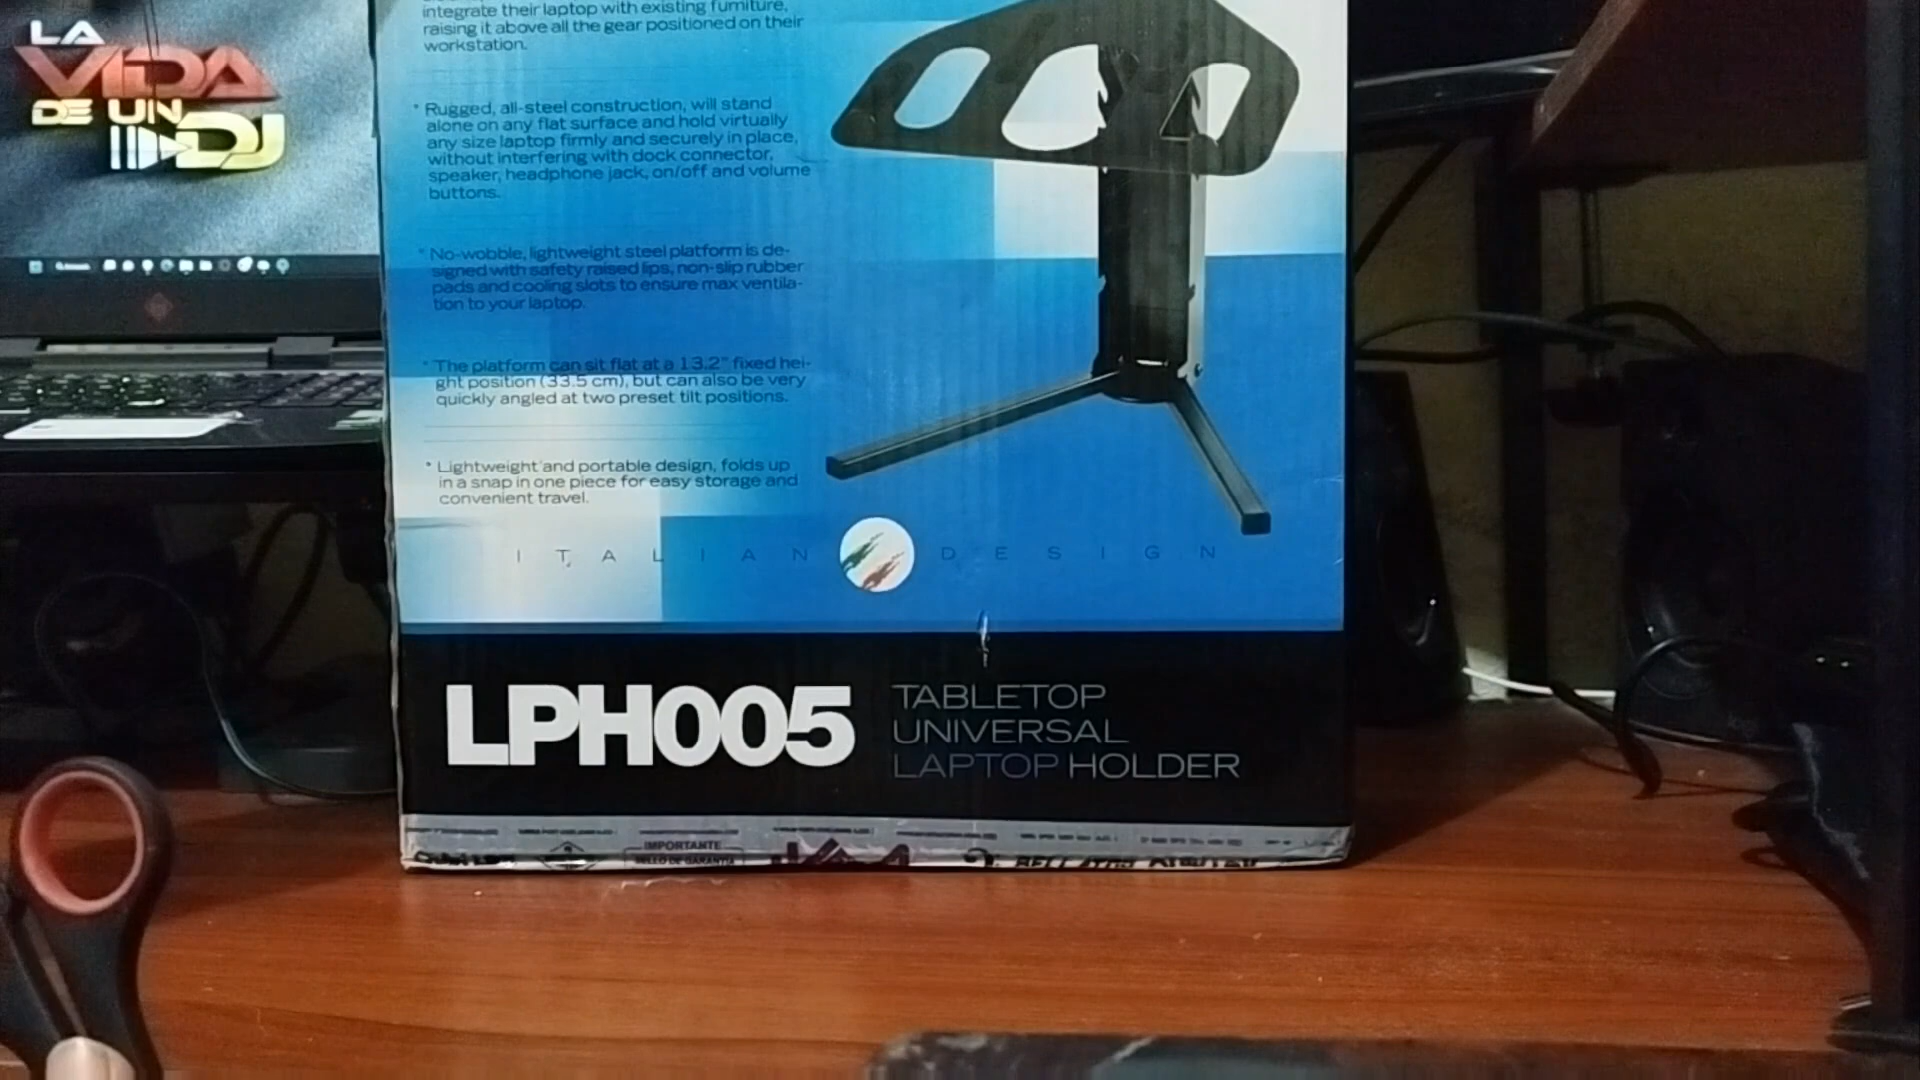 LA
VIDA
DE UN
DJ
integrate their laptop with existing furniture,
raising it above all the gear positioned on their
workstation.
* Rugged, all-steel construction, will stand
alone on any flat surface and hold virtually
any size laptop firmly and securely in place,
without interfering with dock connector,
speaker, headphone jack, on/off and volume
buttons.
* No-wobble, lightweight steel platform is de-
signed with safety raised lips, non-slip rubber
pads and cooling slots to ensure max ventila-
tion to your laptop.
* The platform can sit flat at a 13.2" fixed hei-
ght position (33.5 cm), but can also be very
quickly angled at two preset tilt positions.
* Lightweight and portable design, folds up
in a snap in one piece for easy storage and
convenient travel.
ITALIAN DESIGN
LPH005
TABLETOP
UNIVERSAL
LAPTOP HOLDER
IMPORTANTE
SELLO DE GARANTIA